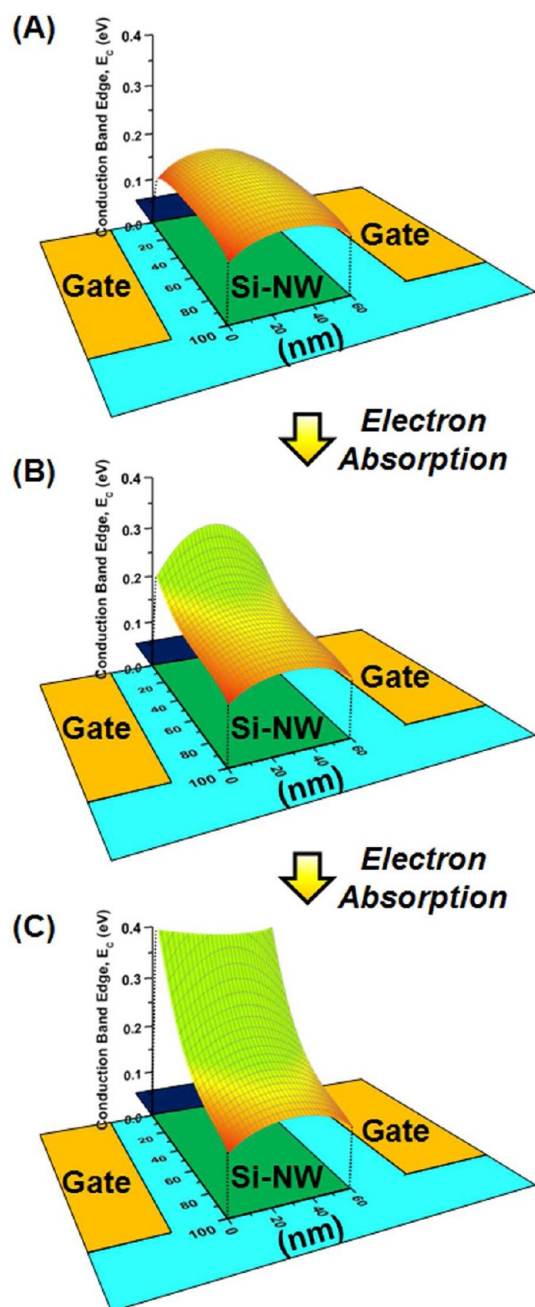 (A)
Conduction Band Edge, E_C (eV)
0.4
0.3
0.2
0.1
0.0
20
40
60
80
100
0
20
40
60
(nm)
Gate
Si-NW
Gate
Electron
Absorption
(B)
Conduction Band Edge, E_C (eV)
0.4
0.3
0.2
0.1
0.0
20
40
60
80
100
0
20
40
60
(nm)
Gate
Si-NW
Gate
Electron
Absorption
(C)
Conduction Band Edge, E_C (eV)
0.4
0.3
0.2
0.1
0.0
20
40
60
80
100
0
20
40
60
(nm)
Gate
Si-NW
Gate